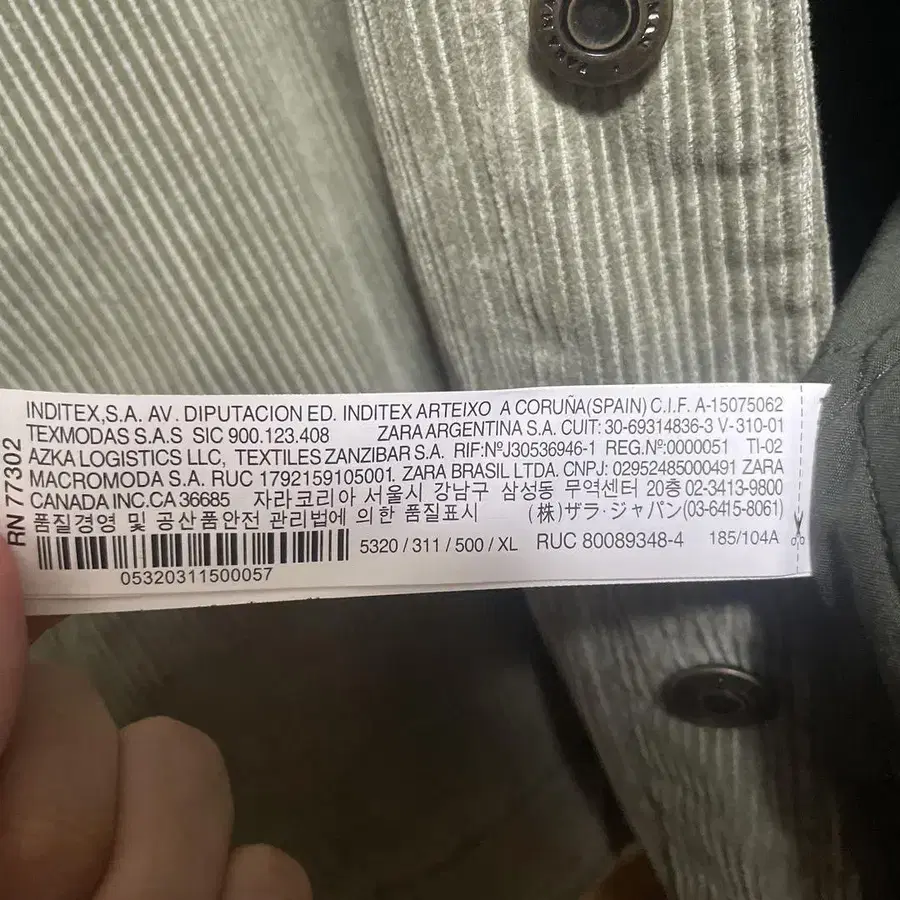 INDITEX,S.A. AV. DIPUTACION ED. INDITEX ARTEIXO A CORUÑA(SPAIN) C.I.F. A-15075062
TEXMODAS S.A.S SIC 900.123.408 ZARA ARGENTINA S.A. CUIT: 30-69314836-3 V-310-01
AZKA LOGISTICS LLC, TEXTILES ZANZIBAR S.A. RIF:NºJ30536946-1 REG.Nº:0000051 TI-02
MACROMODA S.A. RUC 1792159105001. ZARA BRASIL LTDA. CNPJ: 02952485000491 ZARA
CANADA INC.CA 36685 자라코리아 서울시 강남구 삼성동 무역센터 20층 02-3413-9800
품질경영 및 공산품안전 관리법에 의한 품질표시 (株)ザラ・ジャパン(03-6415-8061)
5320 / 311 / 500 / XL RUC 80089348-4 185/104A
05320311500057
RN 77302